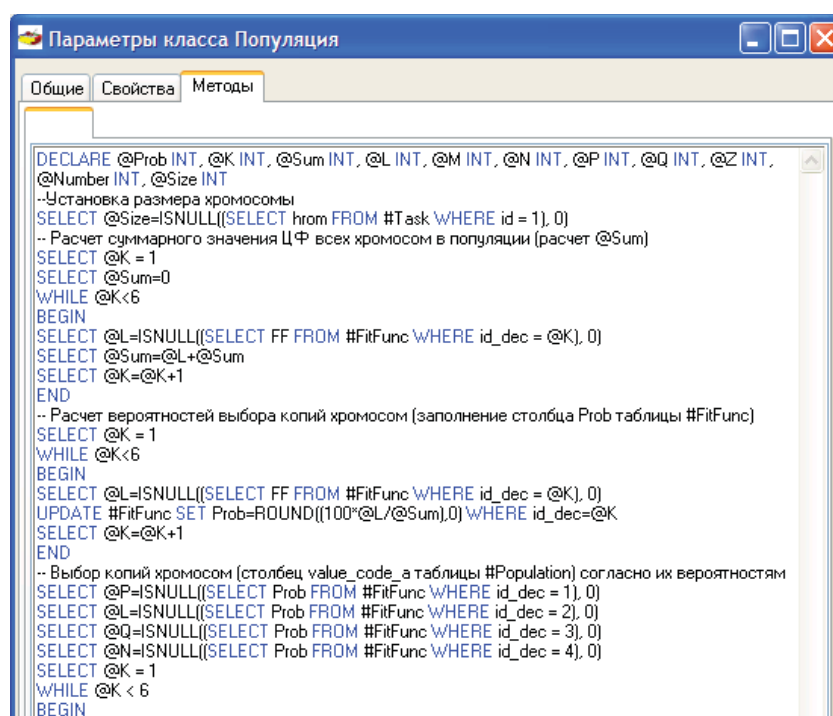 Параметры класса Популяция
Общие Свойства Методы
DECLARE @Prob INT, @K INT, @Sum INT, @L INT, @M INT, @N INT, @P INT, @Q INT, @Z INT,
@Number INT, @Size INT
--Установка размера хромосомы
SELECT @Size=ISNULL((SELECT hrom FROM #Task WHERE id = 1), 0)
-- Расчет суммарного значения ЦФ всех хромосом в популяции (расчет @Sum)
SELECT @K = 1
SELECT @Sum=0
WHILE @K<6
BEGIN
SELECT @L=ISNULL((SELECT FF FROM #FitFunc WHERE id_dec = @K), 0)
SELECT @Sum=@L+@Sum
SELECT @K=@K+1
END
-- Расчет вероятностей выбора копий хромосом (заполнение столбца Prob таблицы #FitFunc)
SELECT @K = 1
WHILE @K<6
BEGIN
SELECT @L=ISNULL((SELECT FF FROM #FitFunc WHERE id_dec = @K), 0)
UPDATE #FitFunc SET Prob=ROUND((100*@L/@Sum),0) WHERE id_dec=@K
SELECT @K=@K+1
END
-- Выбор копий хромосом (столбец value_code_a таблицы #Population) согласно их вероятностям
SELECT @P=ISNULL((SELECT Prob FROM #FitFunc WHERE id_dec = 1), 0)
SELECT @L=ISNULL((SELECT Prob FROM #FitFunc WHERE id_dec = 2), 0)
SELECT @Q=ISNULL((SELECT Prob FROM #FitFunc WHERE id_dec = 3), 0)
SELECT @N=ISNULL((SELECT Prob FROM #FitFunc WHERE id_dec = 4), 0)
SELECT @K = 1
WHILE @K < 6
BEGIN